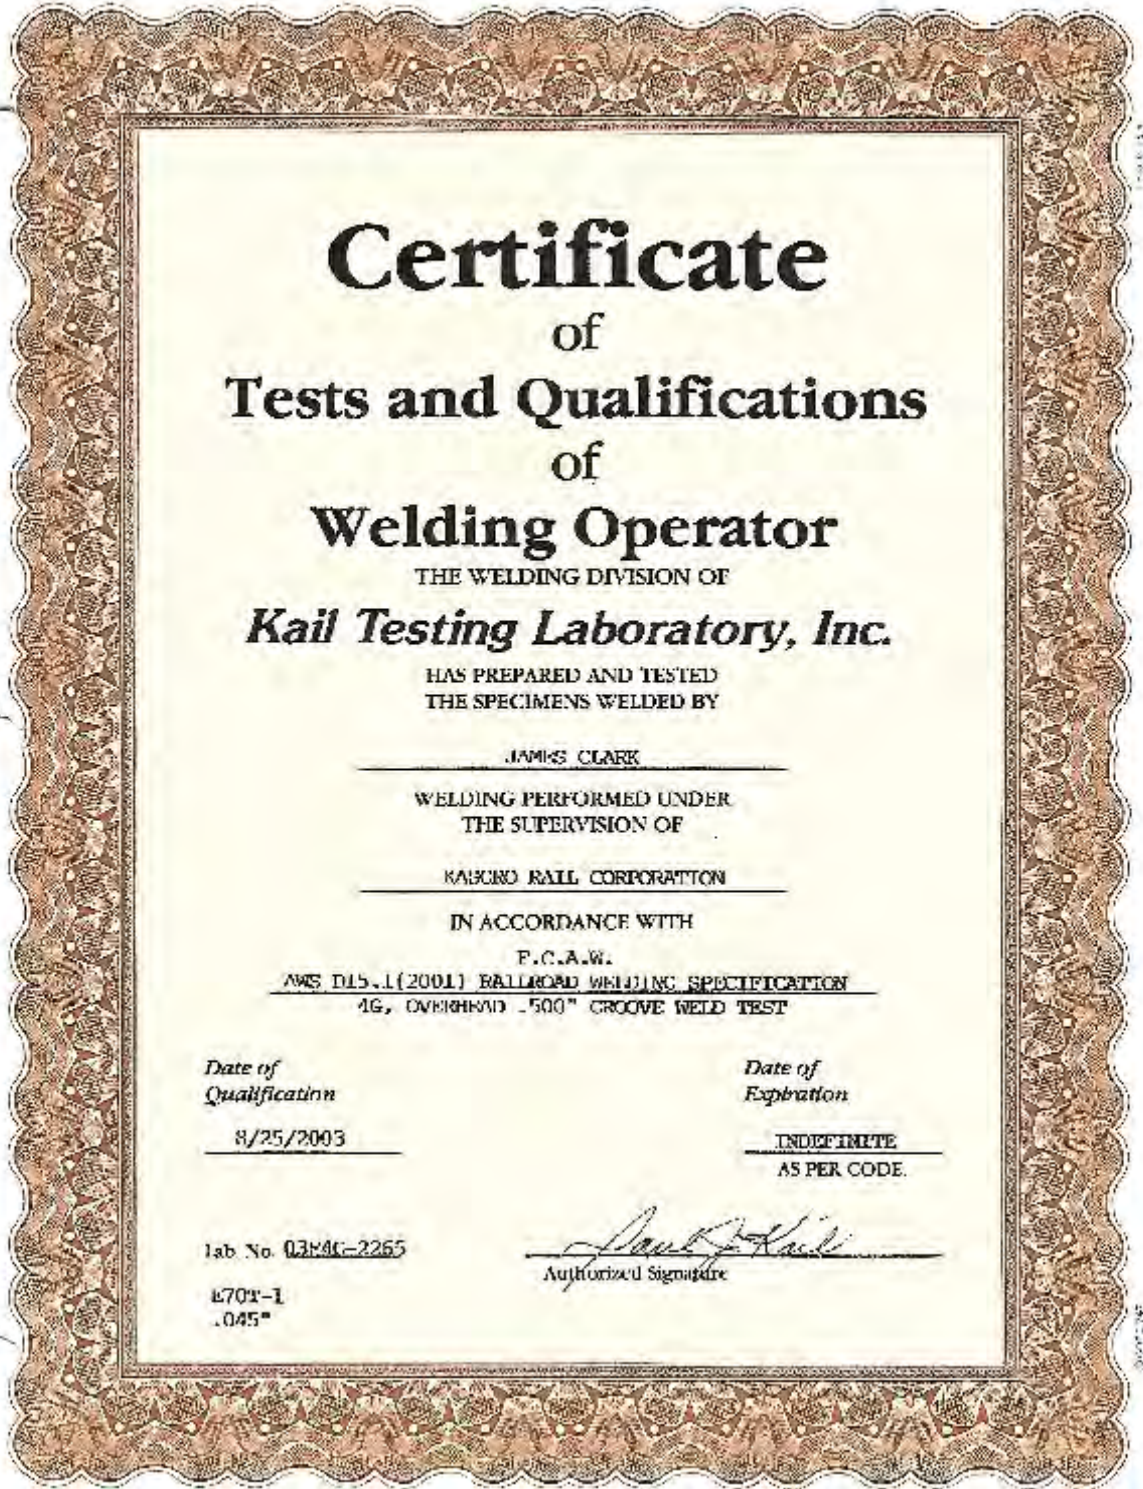 Certificate
of
Tests and Qualifications
of
Welding Operator
THE WELDING DIVISION OF
Kail Testing Laboratory, Inc.
HAS PREPARED AND TESTED
THE SPECIMENS WELDED BY
JAMES CLARK
WELDING PERFORMED UNDER
THE SUPERVISION OF
RAIL CORPORATION
IN ACCORDANCE WITH
F.C.A.W.
AWS D15.1(2001) RAILROAD WELDING SPECIFICATION
4G, OVERHEAD .500" GROOVE WELD TEST
Date of
Qualification
Date of
Expiration
8/25/2003
INDEFINITE
AS PER CODE.
Lab No.
Paul J. Kail
Authorized Signature
E70T-1
.045"